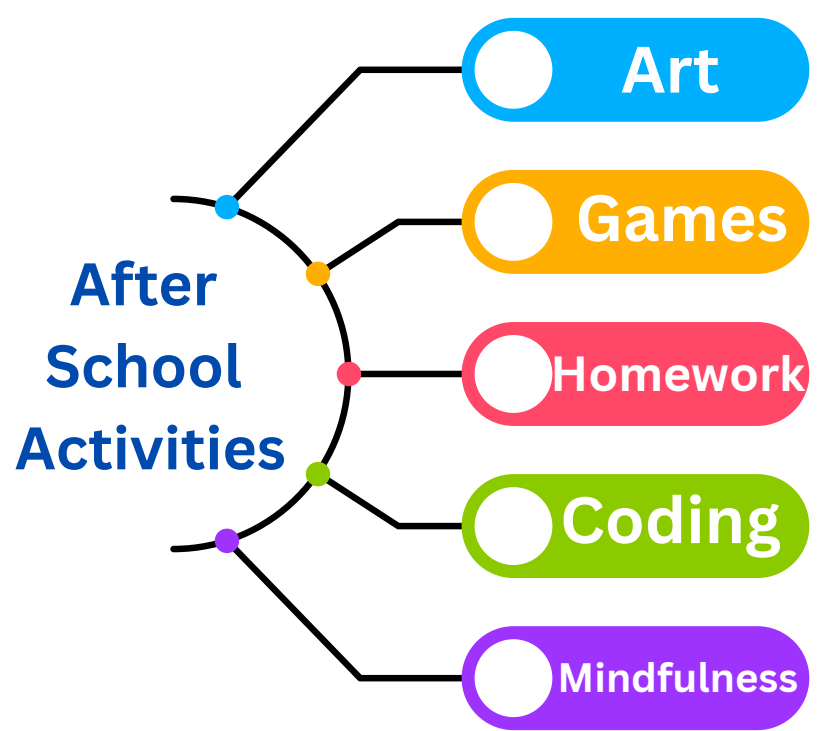 After
School
Activities
Art
Games
Homework
Coding
Mindfulness